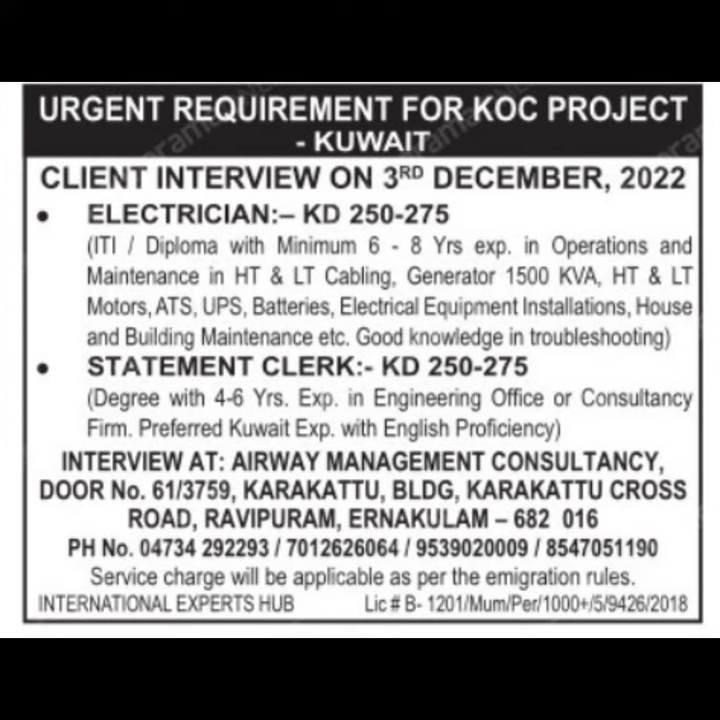 URGENT REQUIREMENT FOR KOC PROJECT
- KUWAIT
CLIENT INTERVIEW ON 3RD DECEMBER, 2022
• ELECTRICIAN:– KD 250-275
(ITI / Diploma with Minimum 6 - 8 Yrs exp. in Operations and
Maintenance in HT & LT Cabling, Generator 1500 KVA, HT & LT
Motors, ATS, UPS, Batteries, Electrical Equipment Installations, House
and Building Maintenance etc. Good knowledge in troubleshooting)
• STATEMENT CLERK:- KD 250-275
(Degree with 4-6 Yrs. Exp. in Engineering Office or Consultancy
Firm. Preferred Kuwait Exp. with English Proficiency)
INTERVIEW AT: AIRWAY MANAGEMENT CONSULTANCY,
DOOR No. 61/3759, KARAKATTU, BLDG, KARAKATTU CROSS
ROAD, RAVIPURAM, ERNAKULAM – 682 016
PH No. 04734 292293 / 7012626064 / 9539020009 / 8547051190
Service charge will be applicable as per the emigration rules.
INTERNATIONAL EXPERTS HUB Lic # B- 1201/Mum/Per/1000+/5/9426/2018